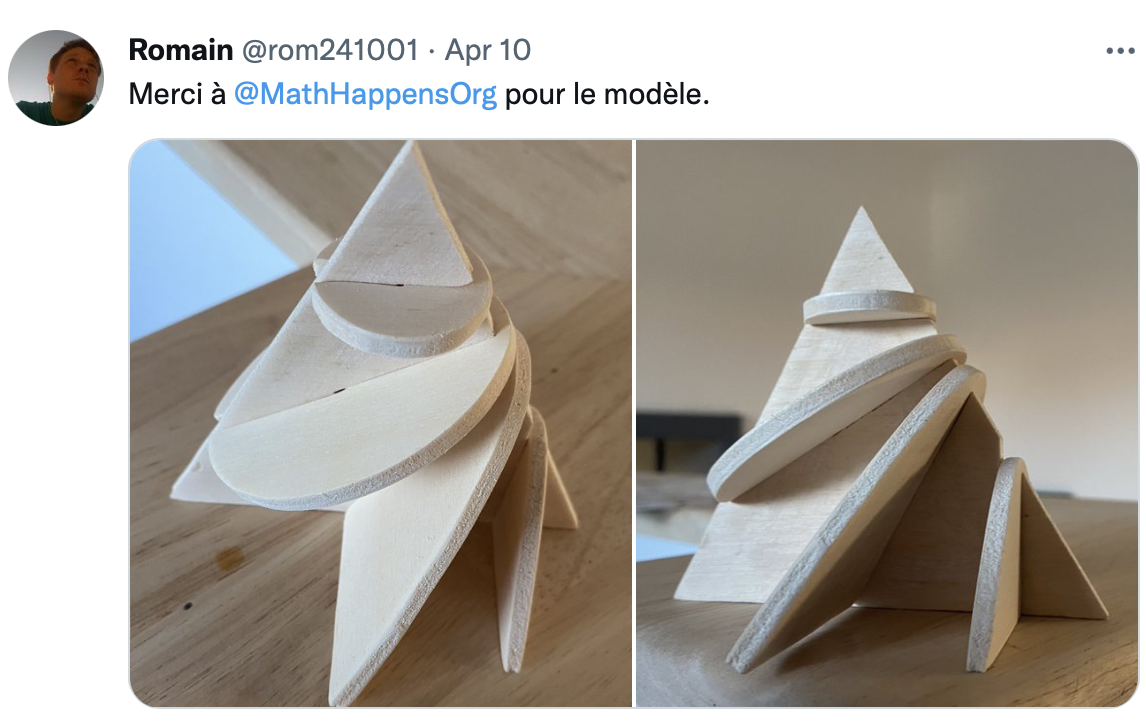 Romain @rom241001 · Apr 10
Merci à @MathHappensOrg pour le modèle.